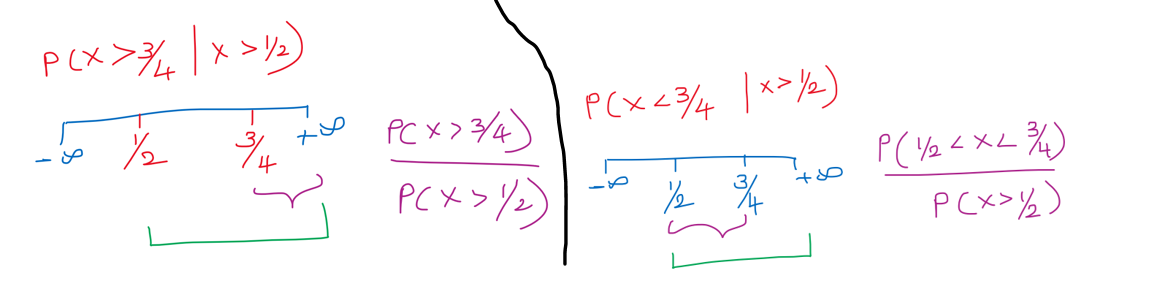 P(X > 3/4 | X > 1/2)
-∞ 1/2 3/4 +∞
P(X > 3/4)
P(X > 1/2)
P(X < 3/4 | X > 1/2)
-∞ 1/2 3/4 +∞
P(1/2 < X < 3/4)
P(X > 1/2)